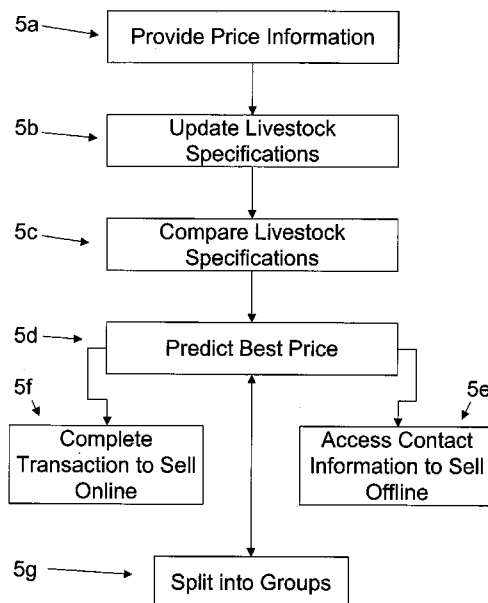 5a
Provide Price Information
5b
Update Livestock
Specifications
5c
Compare Livestock
Specifications
5d
Predict Best Price
5f
5e
Complete
Transaction to Sell
Online
Access Contact
Information to Sell
Offline
5g
Split into Groups